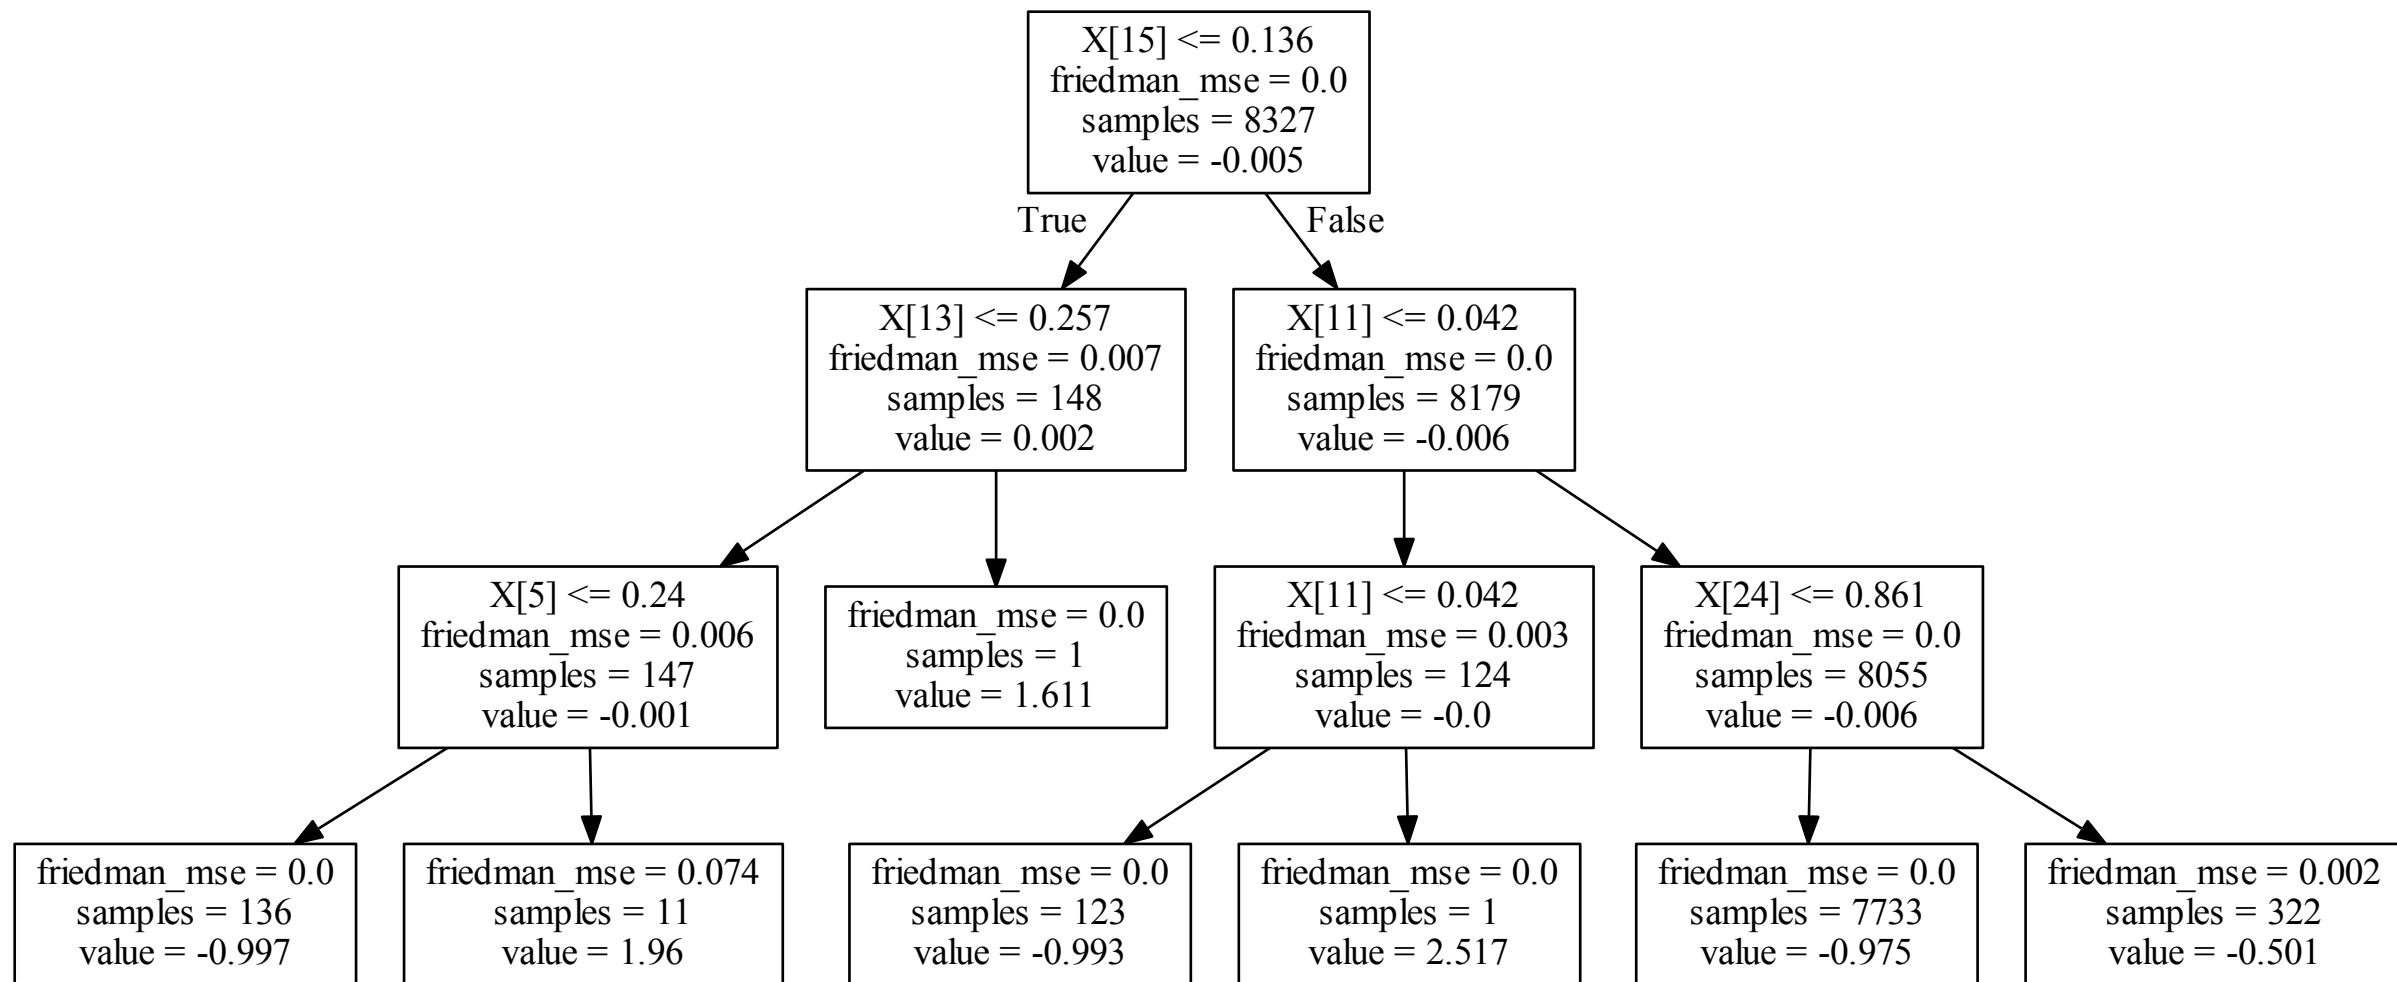 X[15] <= 0.136
friedman_mse = 0.0
samples = 8327
value = -0.005
True
False
X[13] <= 0.257
friedman_mse = 0.007
samples = 148
value = 0.002
X[11] <= 0.042
friedman_mse = 0.0
samples = 8179
value = -0.006
X[5] <= 0.24
friedman_mse = 0.006
samples = 147
value = -0.001
friedman_mse = 0.0
samples = 1
value = 1.611
X[11] <= 0.042
friedman_mse = 0.003
samples = 124
value = -0.0
X[24] <= 0.861
friedman_mse = 0.0
samples = 8055
value = -0.006
friedman_mse = 0.0
samples = 136
value = -0.997
friedman_mse = 0.074
samples = 11
value = 1.96
friedman_mse = 0.0
samples = 123
value = -0.993
friedman_mse = 0.0
samples = 1
value = 2.517
friedman_mse = 0.0
samples = 7733
value = -0.975
friedman_mse = 0.002
samples = 322
value = -0.501